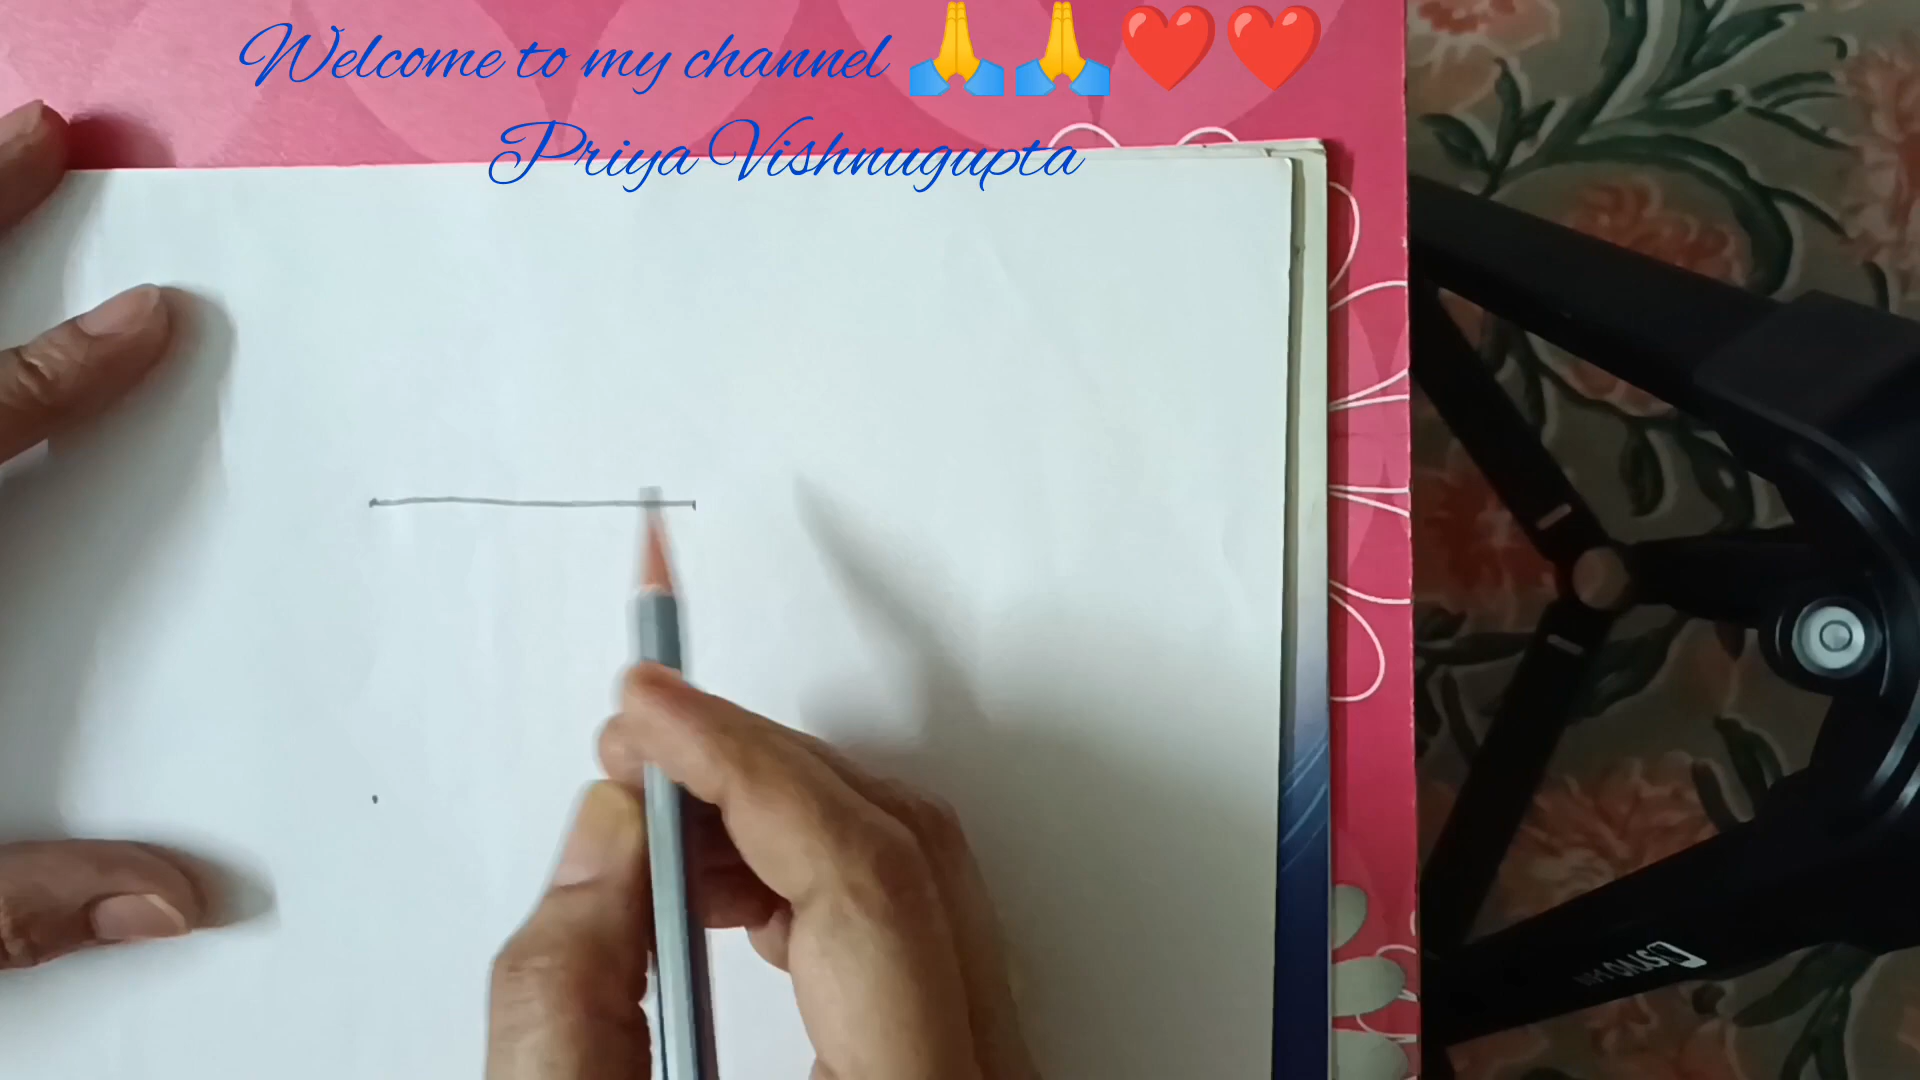 Welcome to my channel 🙏🙏❤️❤️
Priya Vishnugupta